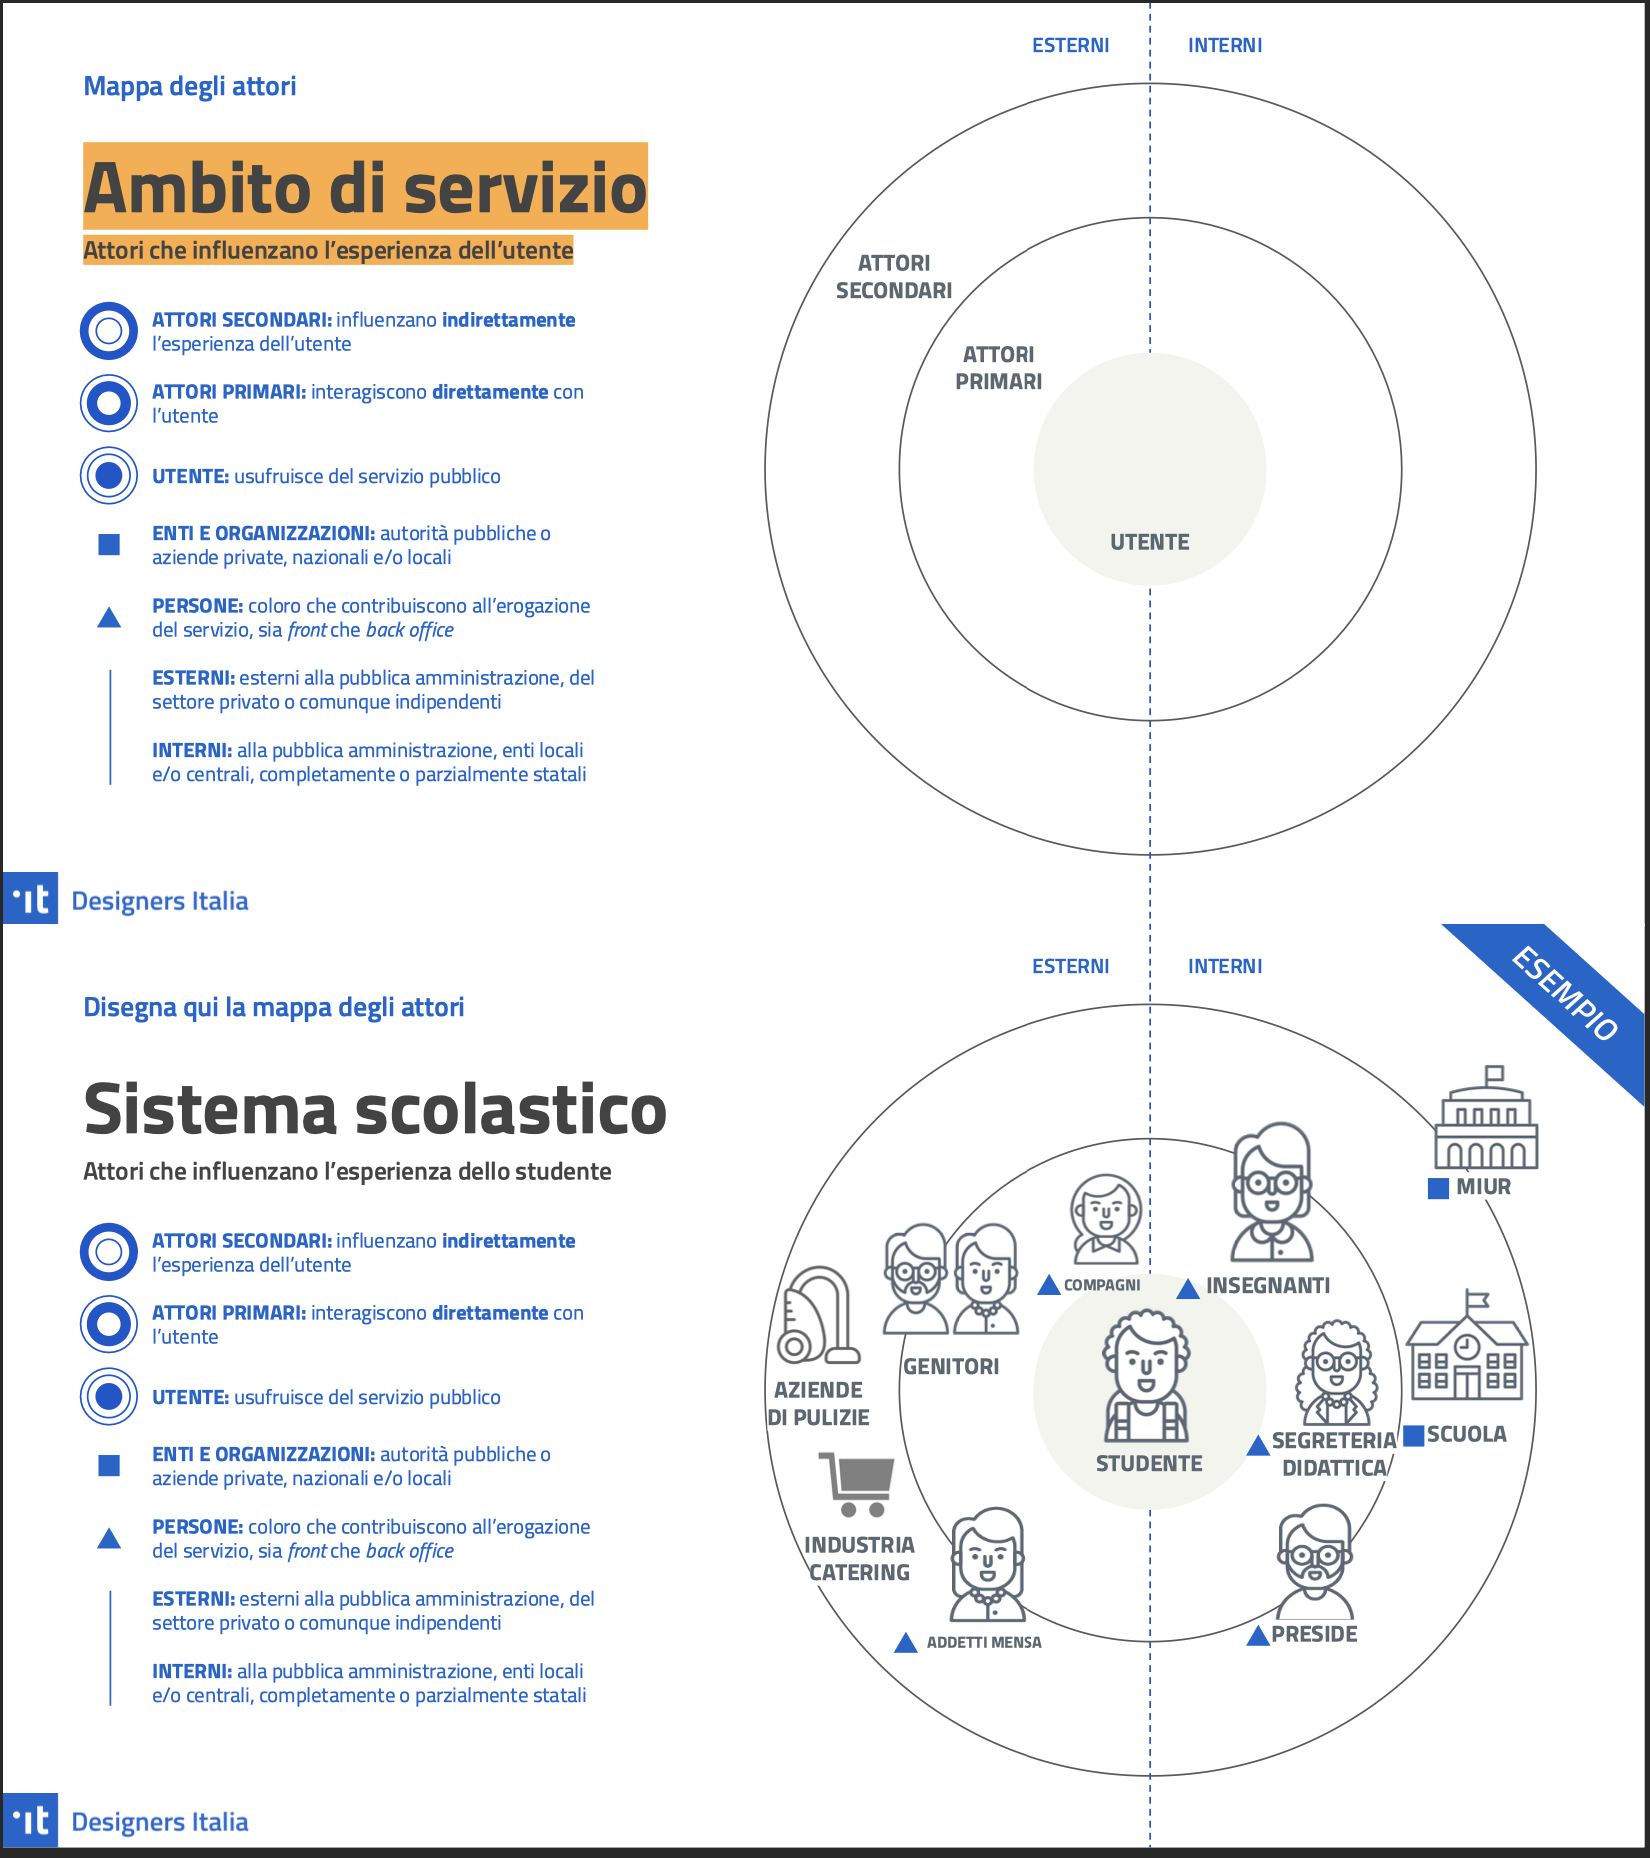 ESTERNI
INTERNI
Mappa degli attori
Ambito di servizio
Attori che influenzano l'esperienza dell'utente
ATTORI SECONDARI: influenzano indirettamente
l'esperienza dell'utente
ATTORI PRIMARI: interagiscono direttamente con
l'utente
UTENTE: usufruisce del servizio pubblico
ENTI E ORGANIZZAZIONI: autorità pubbliche o
aziende private, nazionali e/o locali
PERSONE: coloro che contribuiscono all'erogazione
del servizio, sia front che back office
ESTERNI: esterni alla pubblica amministrazione, del
settore privato o comunque indipendenti
INTERNI: alla pubblica amministrazione, enti locali
e/o centrali, completamente o parzialmente statali
ATTORI
SECONDARI
ATTORI
PRIMARI
UTENTE
.it
Designers Italia
ESTERNI
INTERNI
ESEMPIO
Disegna qui la mappa degli attori
Sistema scolastico
Attori che influenzano l'esperienza dello studente
ATTORI SECONDARI: influenzano indirettamente
l'esperienza dell'utente
ATTORI PRIMARI: interagiscono direttamente con
l'utente
UTENTE: usufruisce del servizio pubblico
ENTI E ORGANIZZAZIONI: autorità pubbliche o
aziende private, nazionali e/o locali
PERSONE: coloro che contribuiscono all'erogazione
del servizio, sia front che back office
ESTERNI: esterni alla pubblica amministrazione, del
settore privato o comunque indipendenti
INTERNI: alla pubblica amministrazione, enti locali
e/o centrali, completamente o parzialmente statali
MIUR
COMPAGNI
INSEGNANTI
GENITORI
AZIENDE
DI PULIZIE
STUDENTE
SEGRETERIA
DIDATTICA
SCUOLA
INDUSTRIA
CATERING
ADDETTI MENSA
PRESIDE
.it
Designers Italia